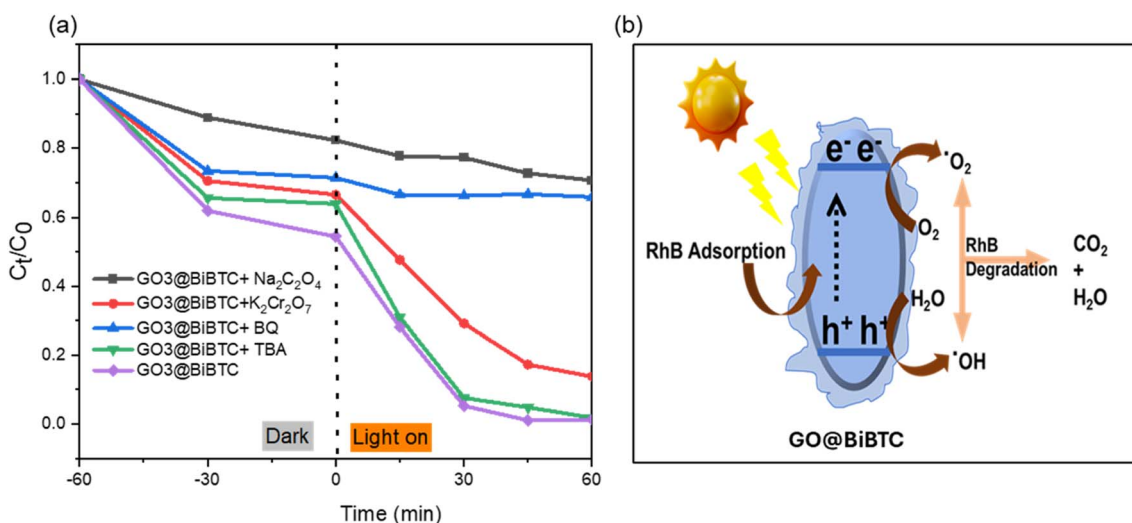 (a)
1.0
0.8
0.6
0.4
0.2
0.0
Cₜ/C₀
GO3@BiBTC+ Na₂C₂O₄
GO3@BiBTC+K₂Cr₂O₇
GO3@BiBTC+ BQ
GO3@BiBTC+ TBA
GO3@BiBTC
Dark
Light on
-60
-30
0
30
60
Time (min)
(b)
e⁻ e⁻
˙O₂
O₂
RhB Adsorption
RhB
Degradation
CO₂
+
H₂O
H₂O
h⁺ h⁺
˙OH
GO@BiBTC